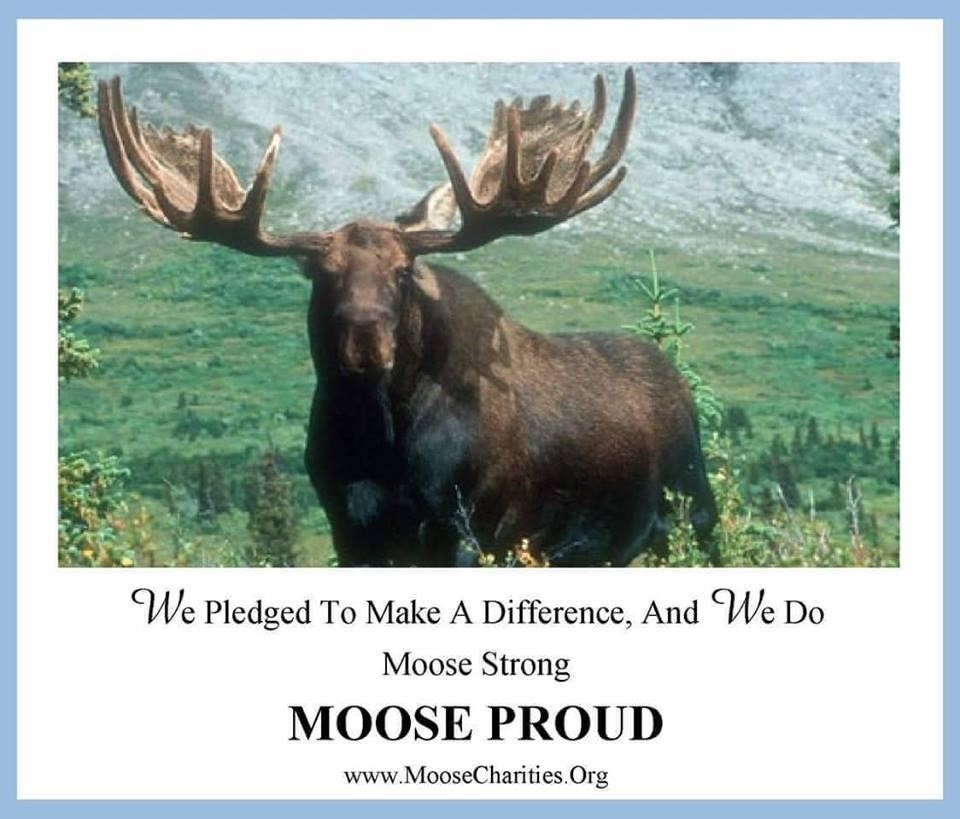 We Pledged To Make A Difference, And We Do
Moose Strong
MOOSE PROUD
www.MooseCharities.Org